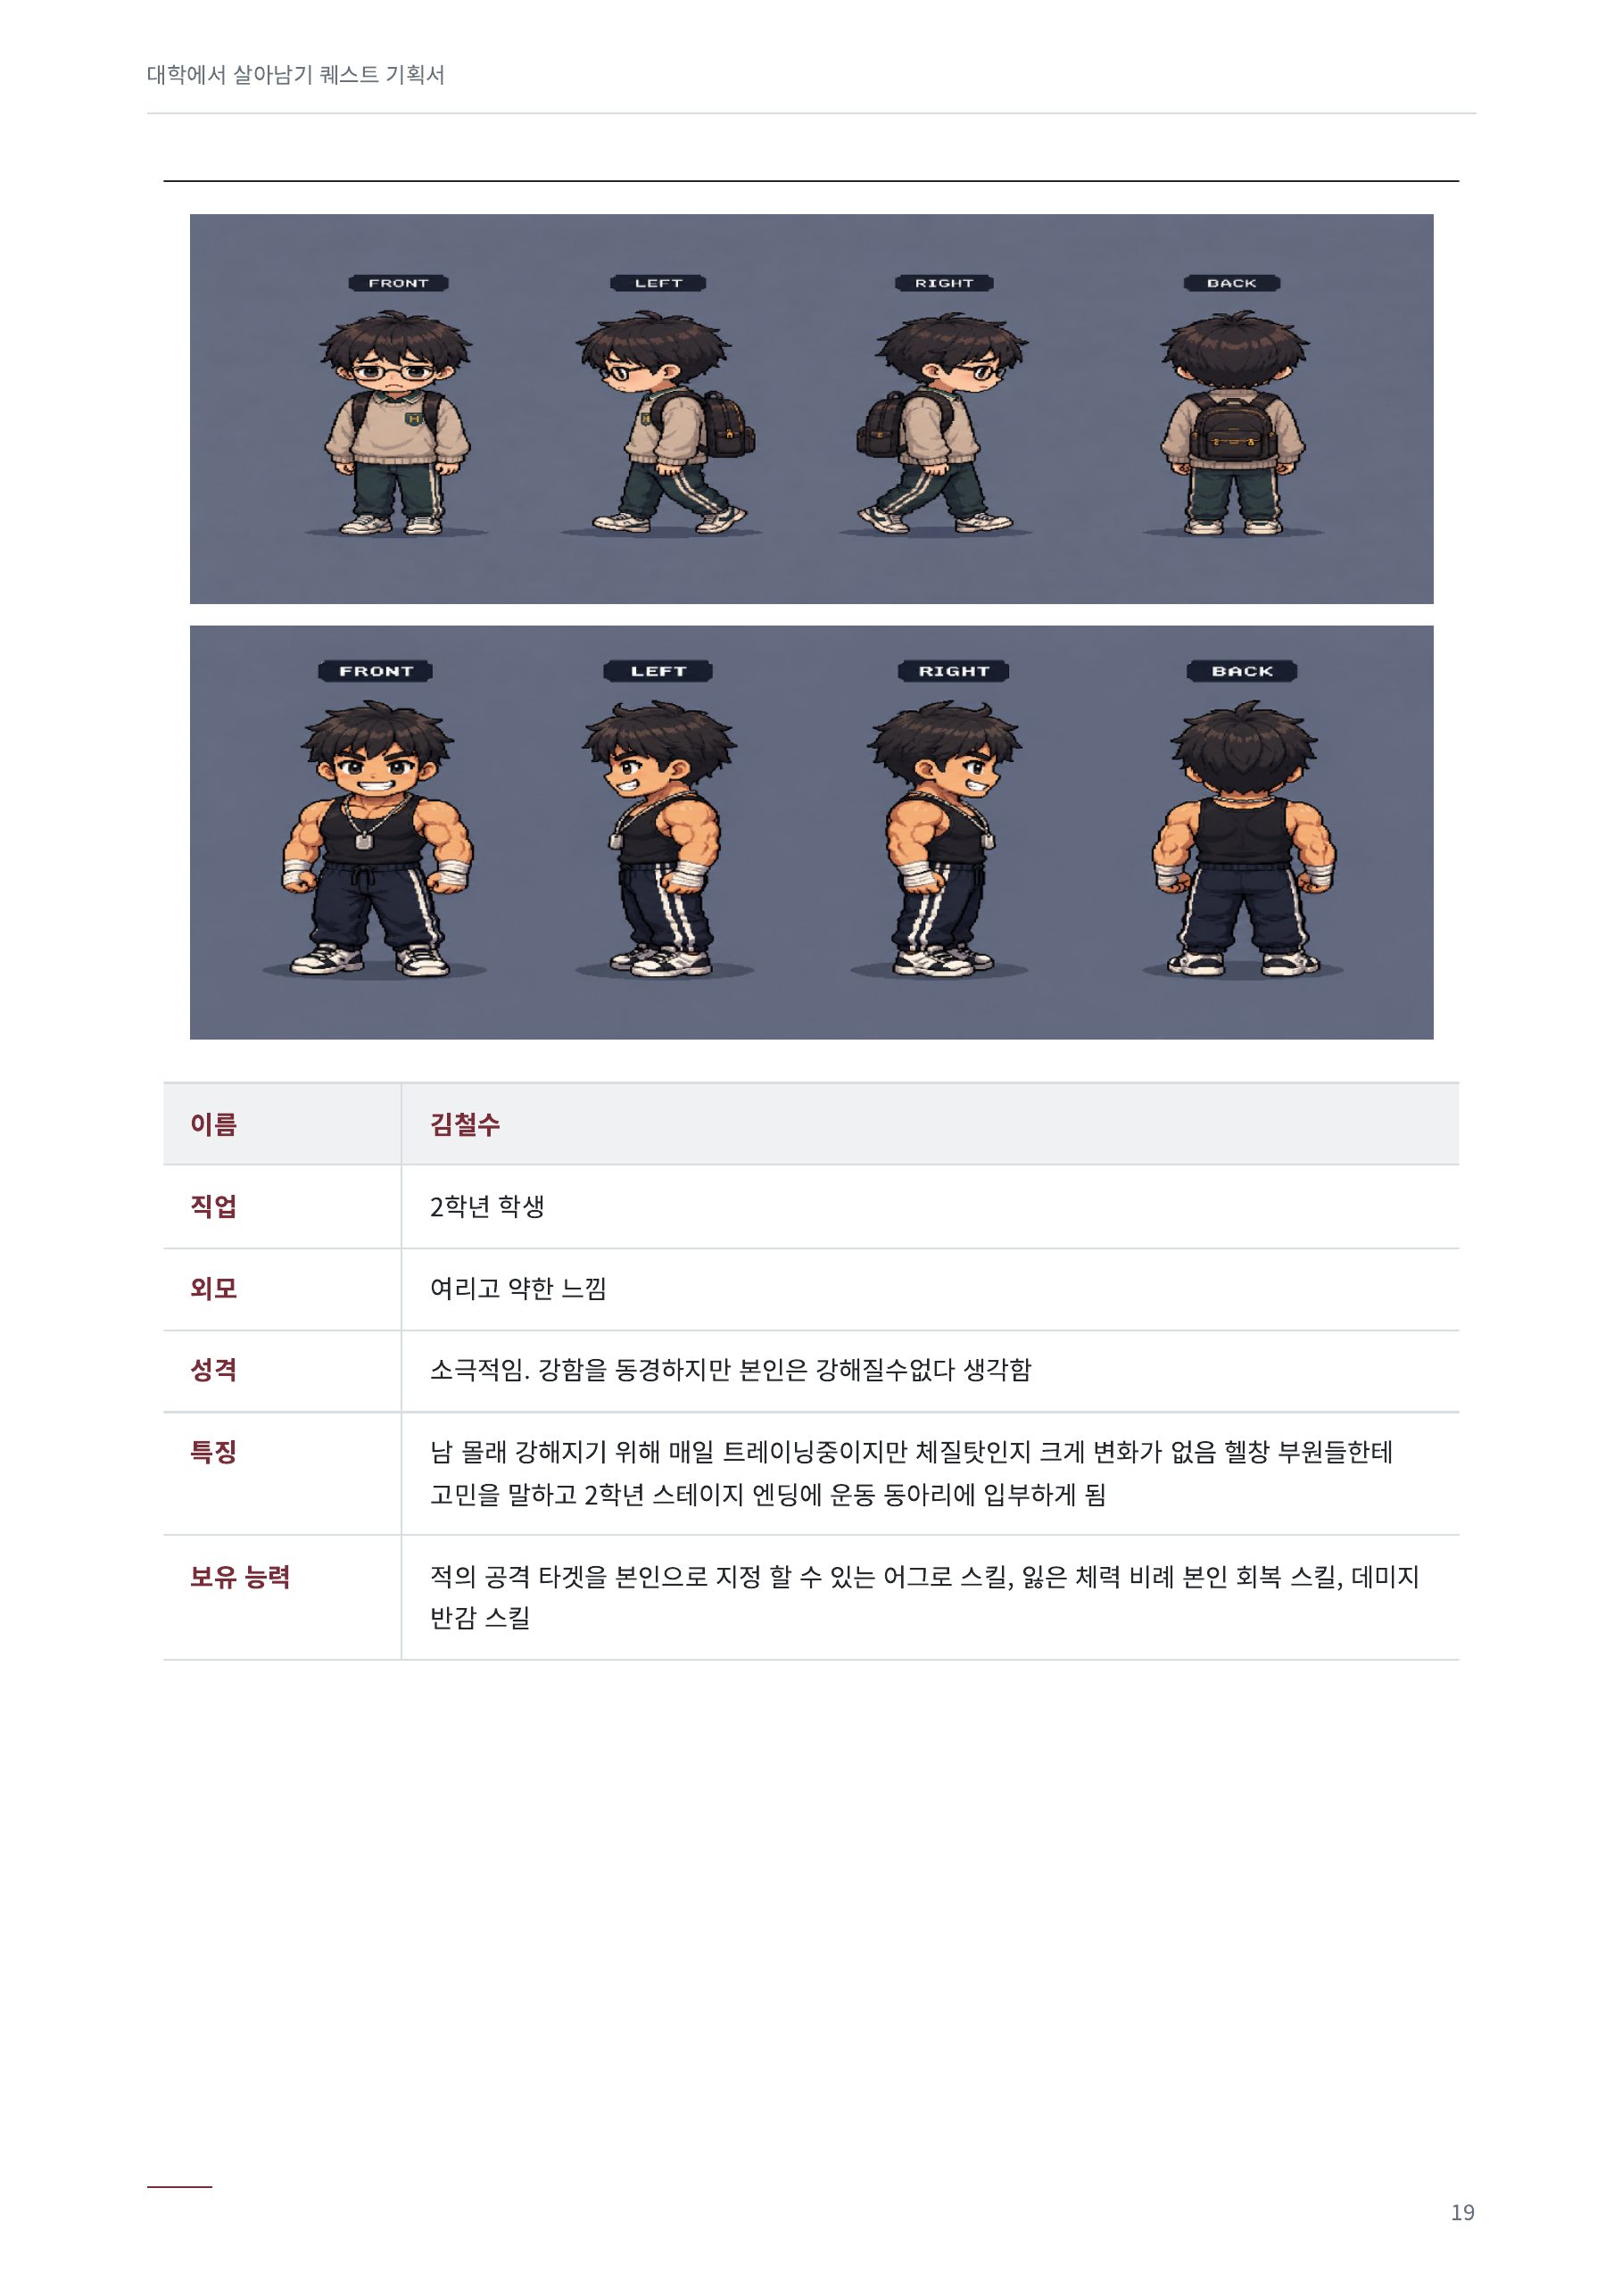 대학에서 살아남기 퀘스트 기획서
FRONT LEFT RIGHT BACK
FRONT LEFT RIGHT BACK
이름 김철수
직업 2학년 학생
외모 여리고 약한 느낌
성격 소극적임. 강함을 동경하지만 본인은 강해질수없다 생각함
특징 남 몰래 강해지기 위해 매일 트레이닝중이지만 체질탓인지 크게 변화가 없음 헬창 부원들한테
고민을 말하고 2학년 스테이지 엔딩에 운동 동아리에 입부하게 됨
보유 능력 적의 공격 타겟을 본인으로 지정 할 수 있는 어그로 스킬, 잃은 체력 비례 본인 회복 스킬, 데미지
반감 스킬
19